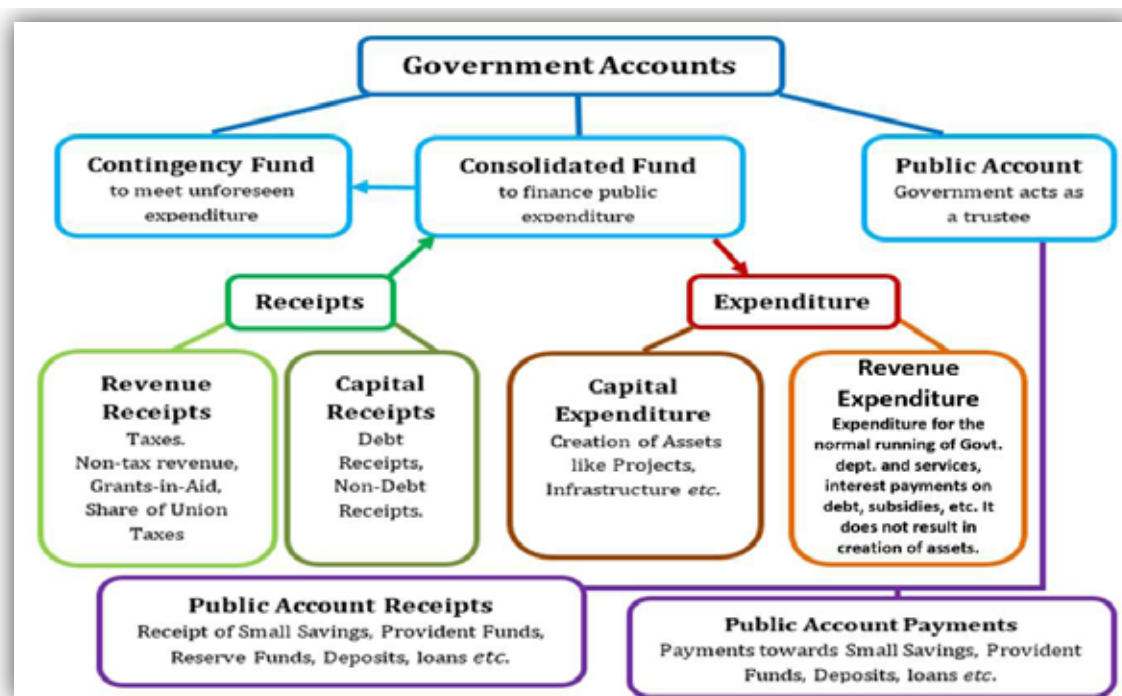 Government Accounts
Contingency Fund
to meet unforeseen
expenditure
Consolidated Fund
to finance public
expenditure
Public Account
Government acts as
a trustee
Receipts
Expenditure
Revenue
Receipts
Taxes.
Non-tax revenue,
Grants-in-Aid,
Share of Union
Taxes
Capital
Receipts
Debt
Receipts,
Non-Debt
Receipts.
Capital
Expenditure
Creation of Assets
like Projects,
Infrastructure etc.
Revenue
Expenditure
Expenditure for the
normal running of Govt.
dept. and services,
interest payments on
debt, subsidies, etc. It
does not result in
creation of assets.
Public Account Receipts
Receipt of Small Savings, Provident Funds,
Reserve Funds, Deposits, loans etc.
Public Account Payments
Payments towards Small Savings, Provident
Funds, Deposits, loans etc.